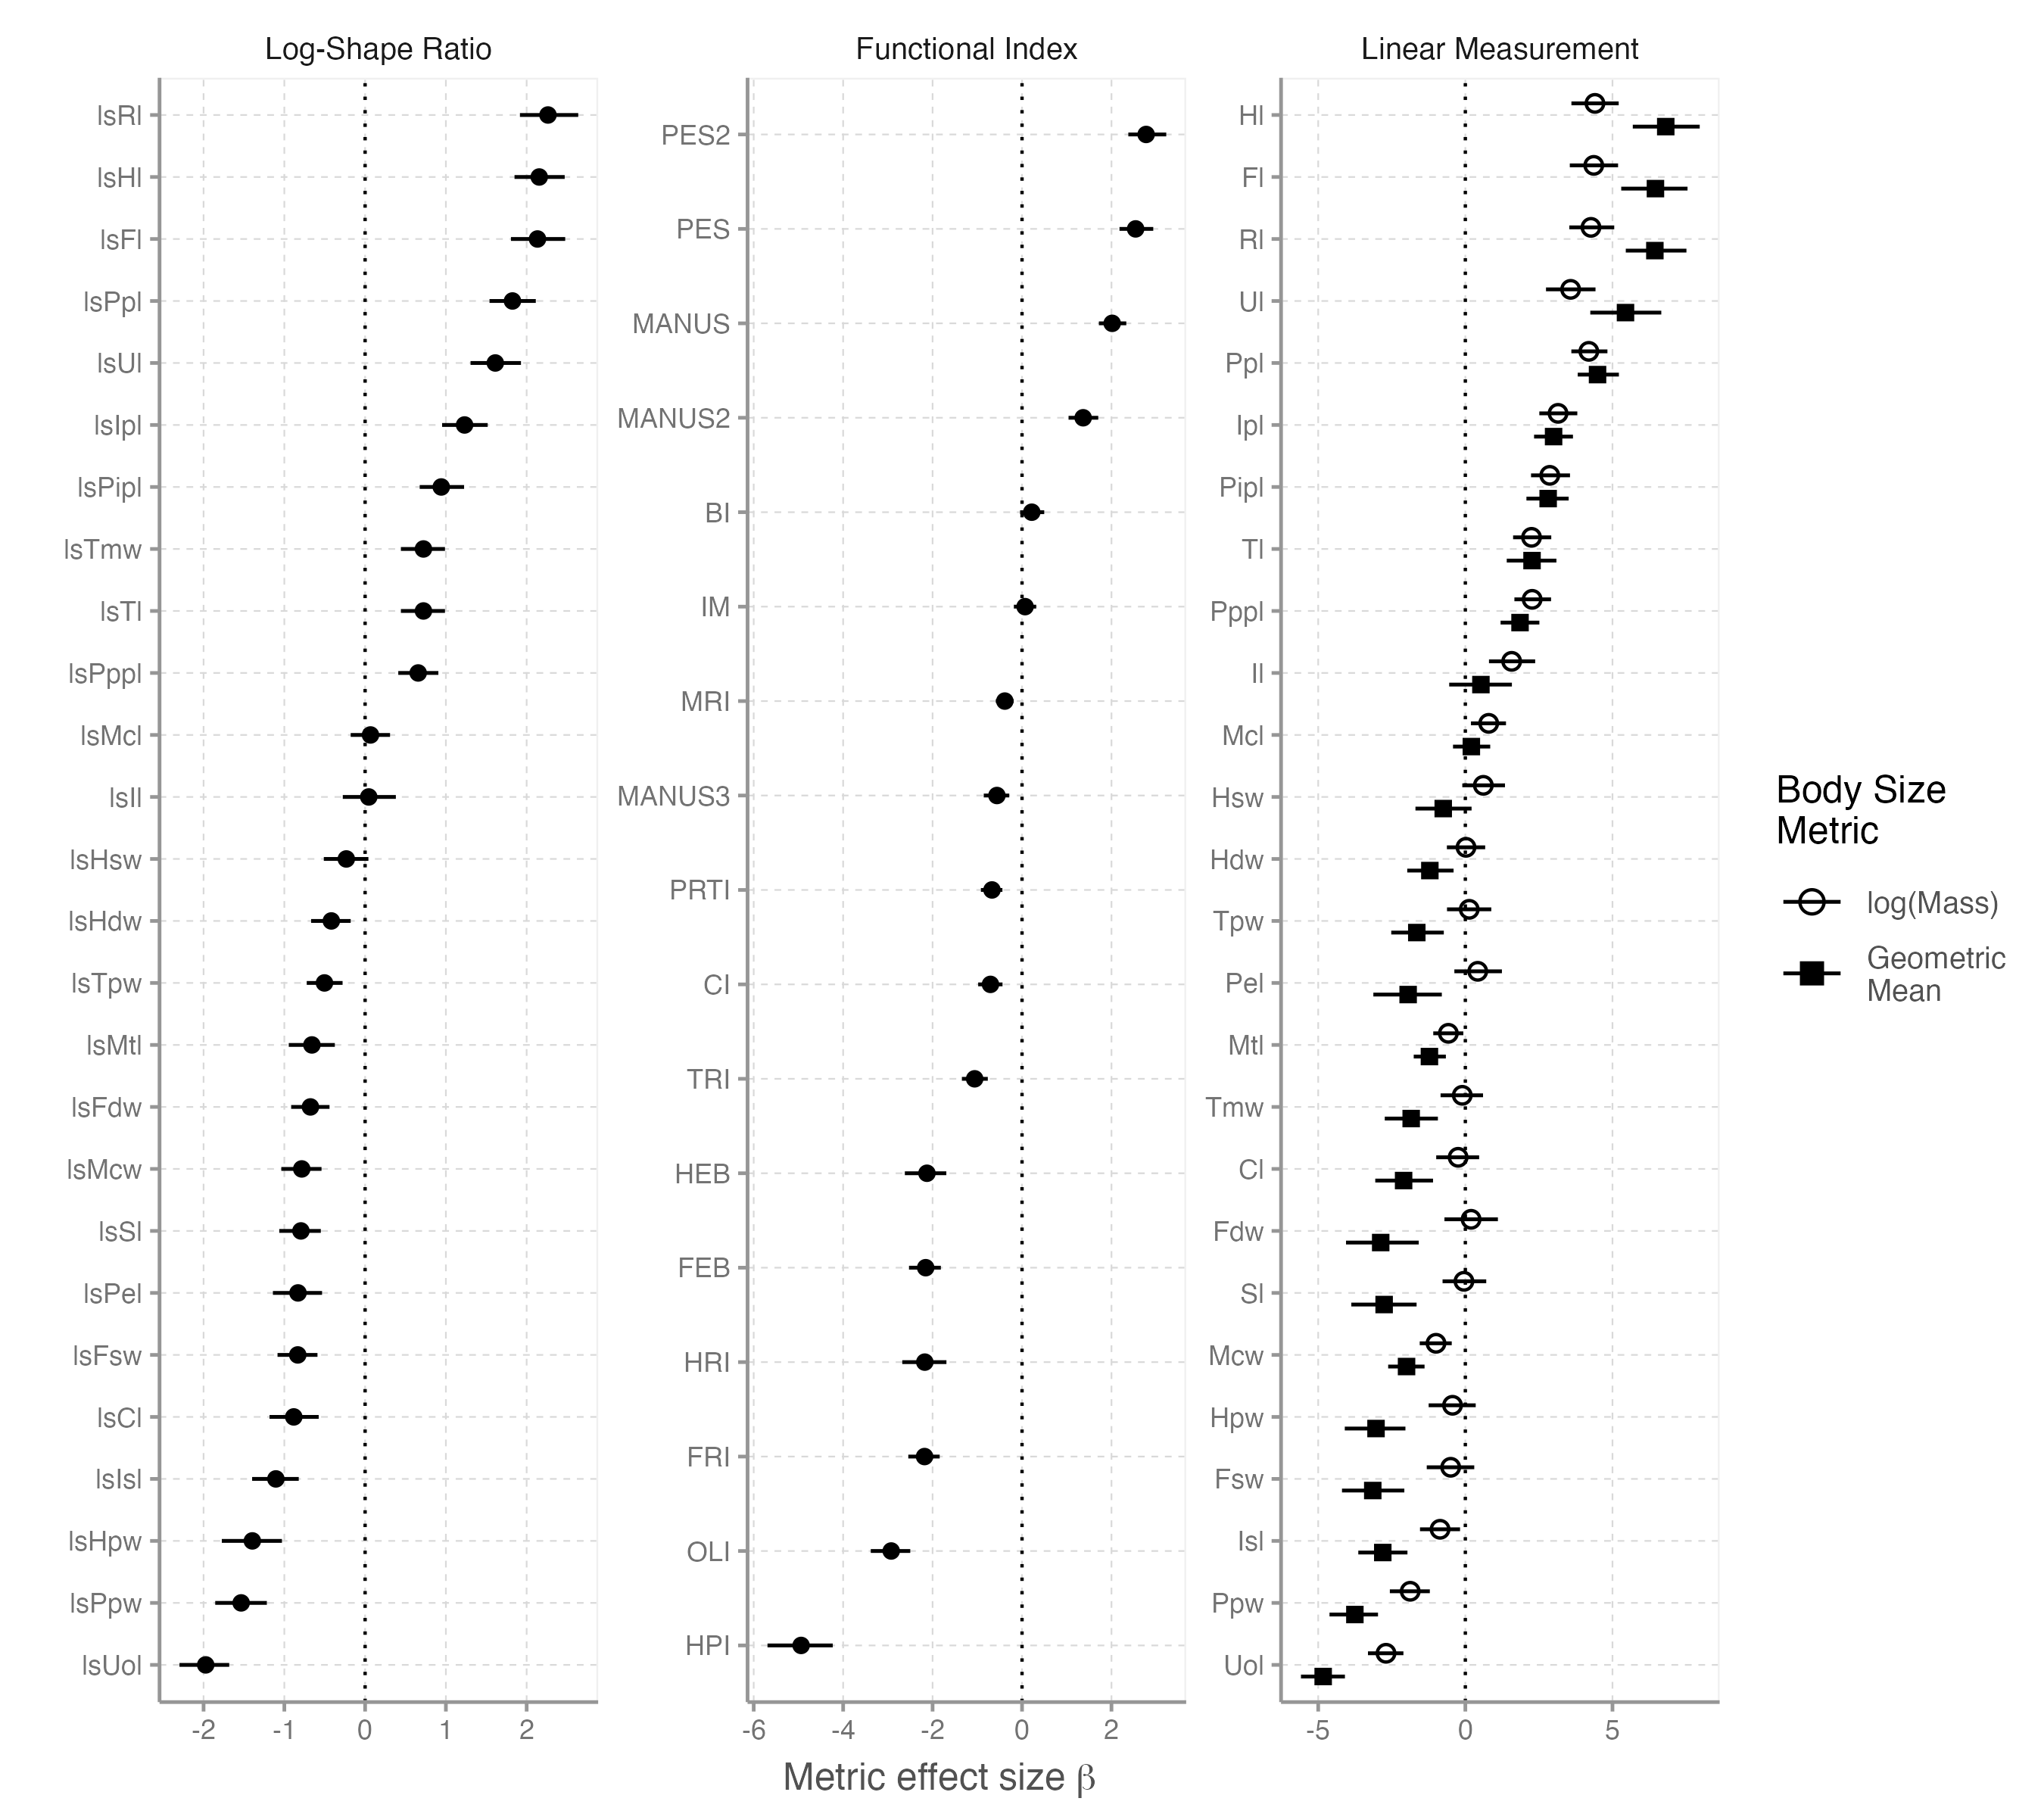 Log-Shape Ratio
lsRl
lsHl
lsFl
lsPpl
lsUl
lsIpl
lsPipl
lsTmw
lsTl
lsPppl
lsMcl
lsIl
lsHsw
lsHdw
lsTpw
lsMtl
lsFdw
lsMcw
lsSl
lsPel
lsFsw
lsCl
lsIsl
lsHpw
lsPpw
lsUol
-2 -1 0 1 2
Functional Index
PES2
PES
MANUS
MANUS2
BI
IM
MRI
MANUS3
PRTI
CI
TRI
HEB
FEB
HRI
FRI
OLI
HPI
-6 -4 -2 0 2
Metric effect size β
Linear Measurement
Hl
Fl
Rl
Ul
Ppl
Ipl
Pipl
Tl
Pppl
Il
Mcl
Hsw
Hdw
Tpw
Pel
Mtl
Tmw
Cl
Fdw
Sl
Mcw
Hpw
Fsw
Isl
Ppw
Uol
-5 0 5
Body Size
Metric
log(Mass)
Geometric
Mean